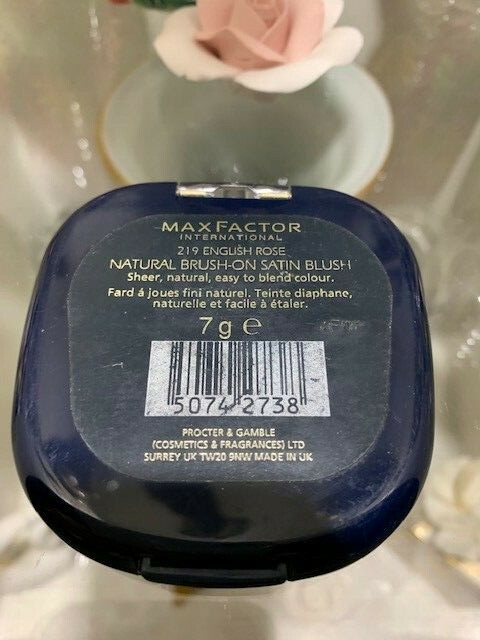 MAXFACTOR
INTERNATIONAL
219 ENGLISH ROSE
NATURAL BRUSH-ON SATIN BLUSH
Sheer, natural, easy to blend colour.
Fard á joues fini naturel. Teinte diaphane,
naturelle et facile à étaler.
7g ℮
5074 2738
PROCTER & GAMBLE
(COSMETICS & FRAGRANCES) LTD
SURREY UK TW20 9NW MADE IN UK